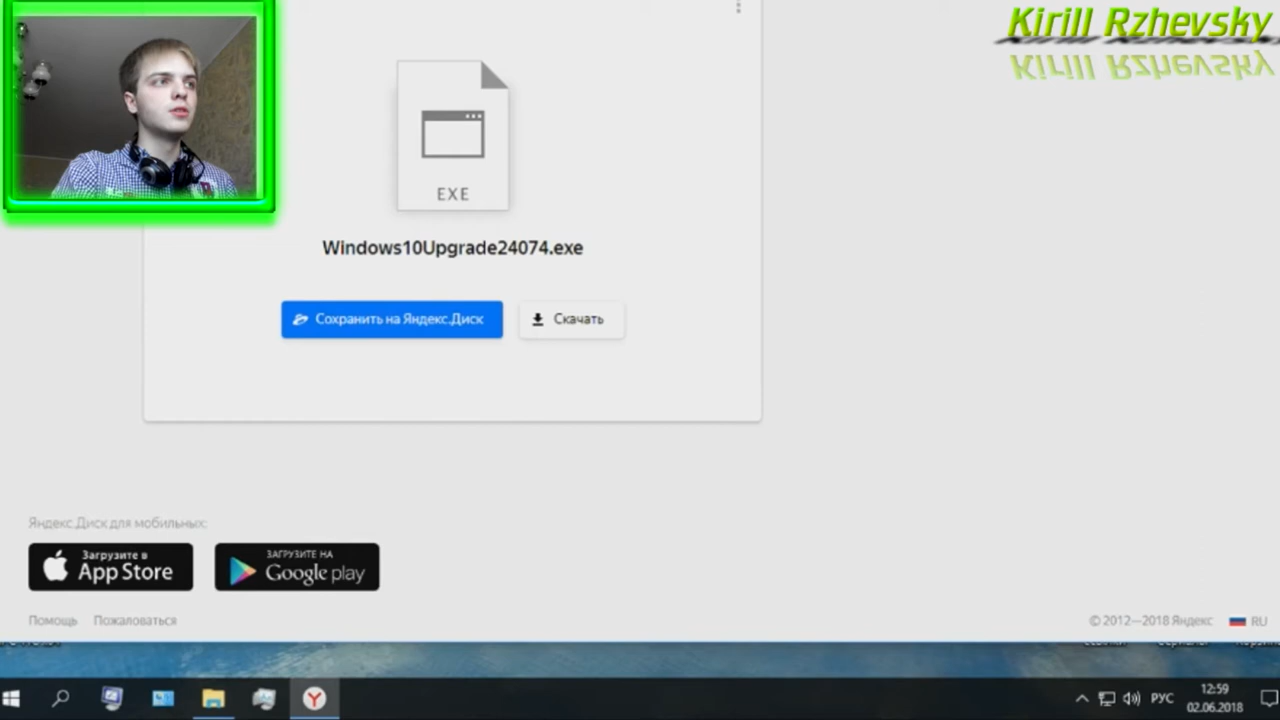 Kirill Rzhevsky
Kirill Rzhevsky
EXE
Windows10Upgrade24074.exe
Сохранить на Яндекс.Диск
Скачать
Яндекс.Диск для мобильных:
Загрузите в
App Store
ЗАГРУЗИТЕ НА
Google play
Помощь
Пожаловаться
© 2012—2018 Яндекс
RU
РУС
12:59
02.06.2018